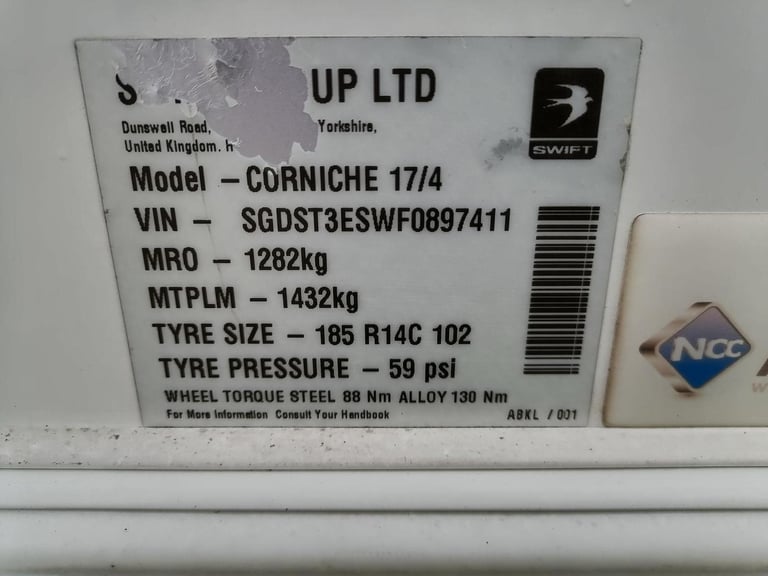 S UP LTD
Dunswell Road, Yorkshire,
United Kingdom. H
SWIFT
Model – CORNICHE 17/4
VIN – SGDST3ESWF0897411
MRO – 1282kg
MTPLM – 1432kg
TYRE SIZE – 185 R14C 102
TYRE PRESSURE – 59 psi
WHEEL TORQUE STEEL 88 Nm ALLOY 130 Nm
For More Information Consult Your Handbook
ABKL / 001
NCC